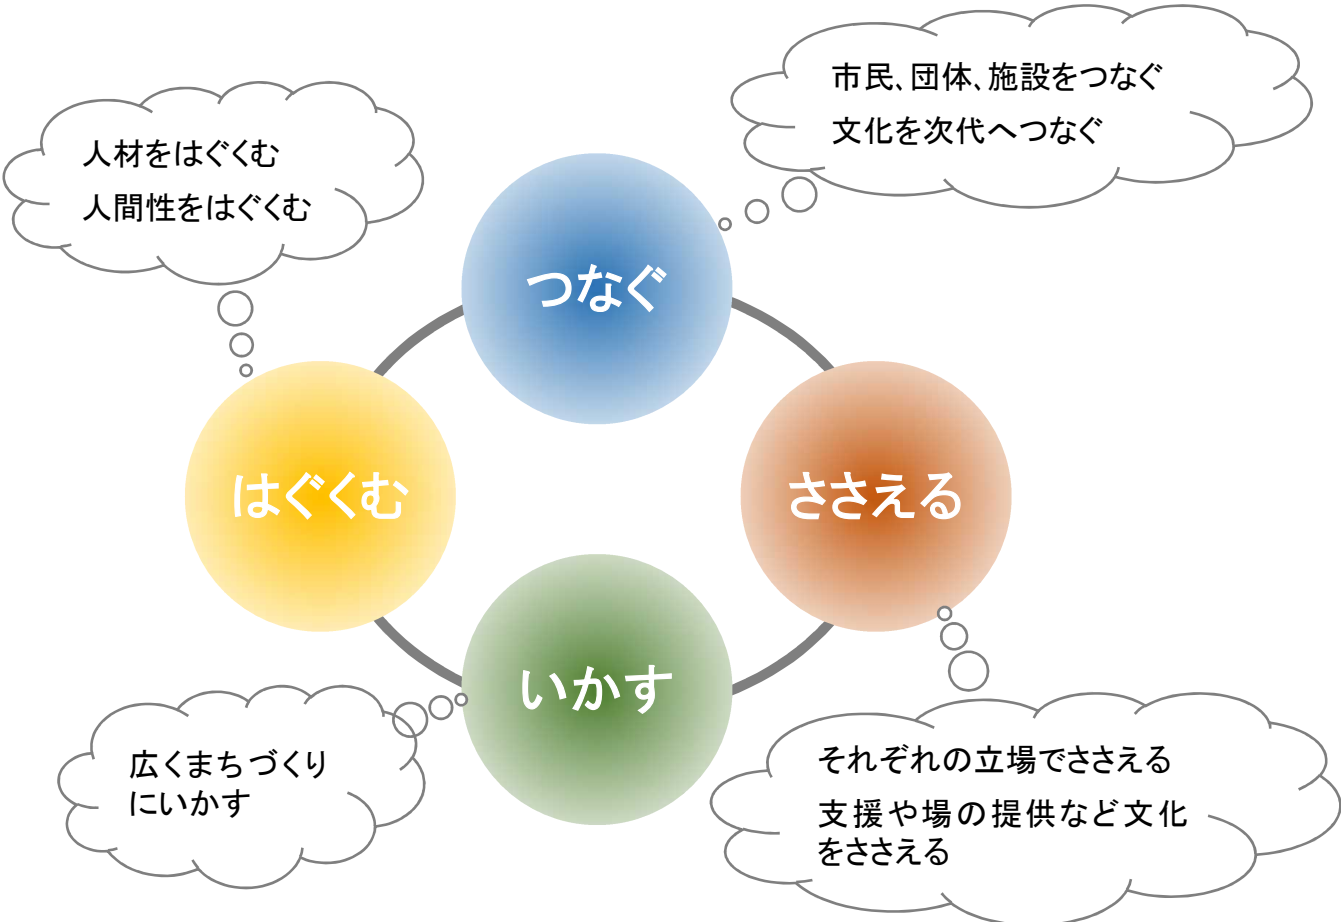 市民、団体、施設をつなぐ
文化を次代へつなぐ
人材をはぐくむ
人間性をはぐくむ
つなぐ
はぐくむ
ささえる
いかす
広くまちづくり
にいかす
それぞれの立場でささえる
支援や場の提供など文化
をささえる